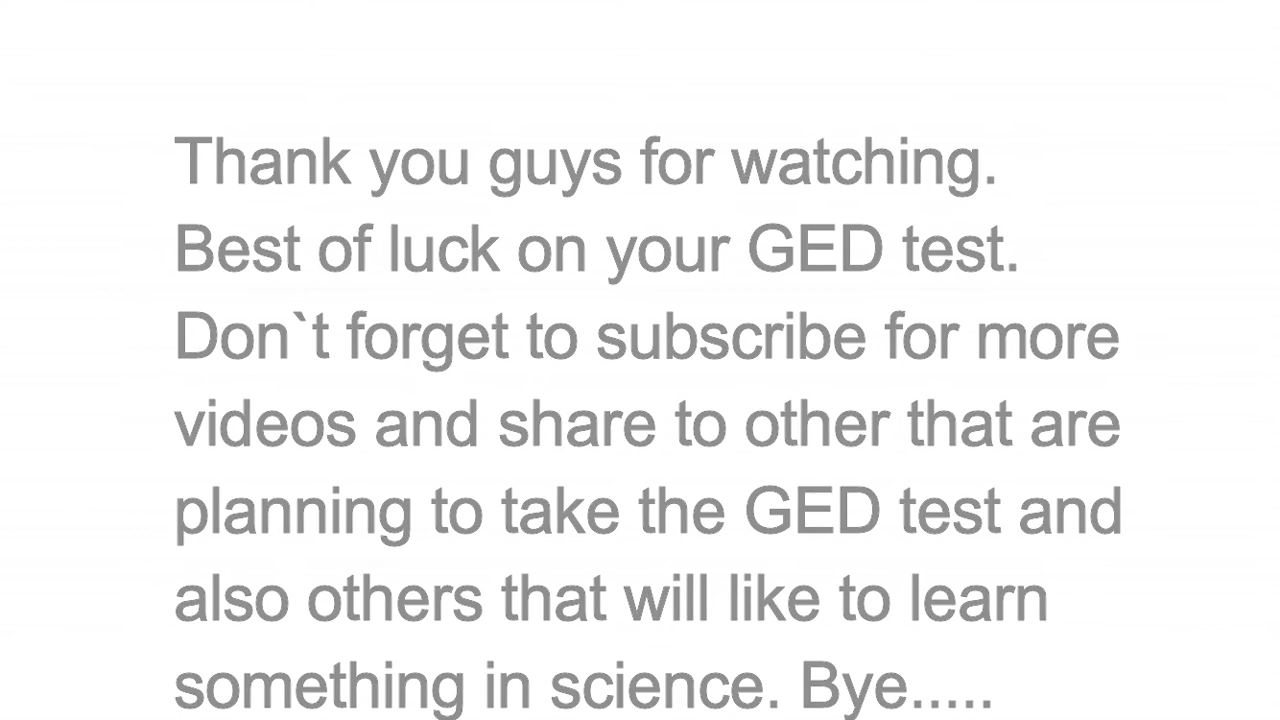 Thank you guys for watching.
Best of luck on your GED test.
Don`t forget to subscribe for more
videos and share to other that are
planning to take the GED test and
also others that will like to learn
something in science. Bye.....